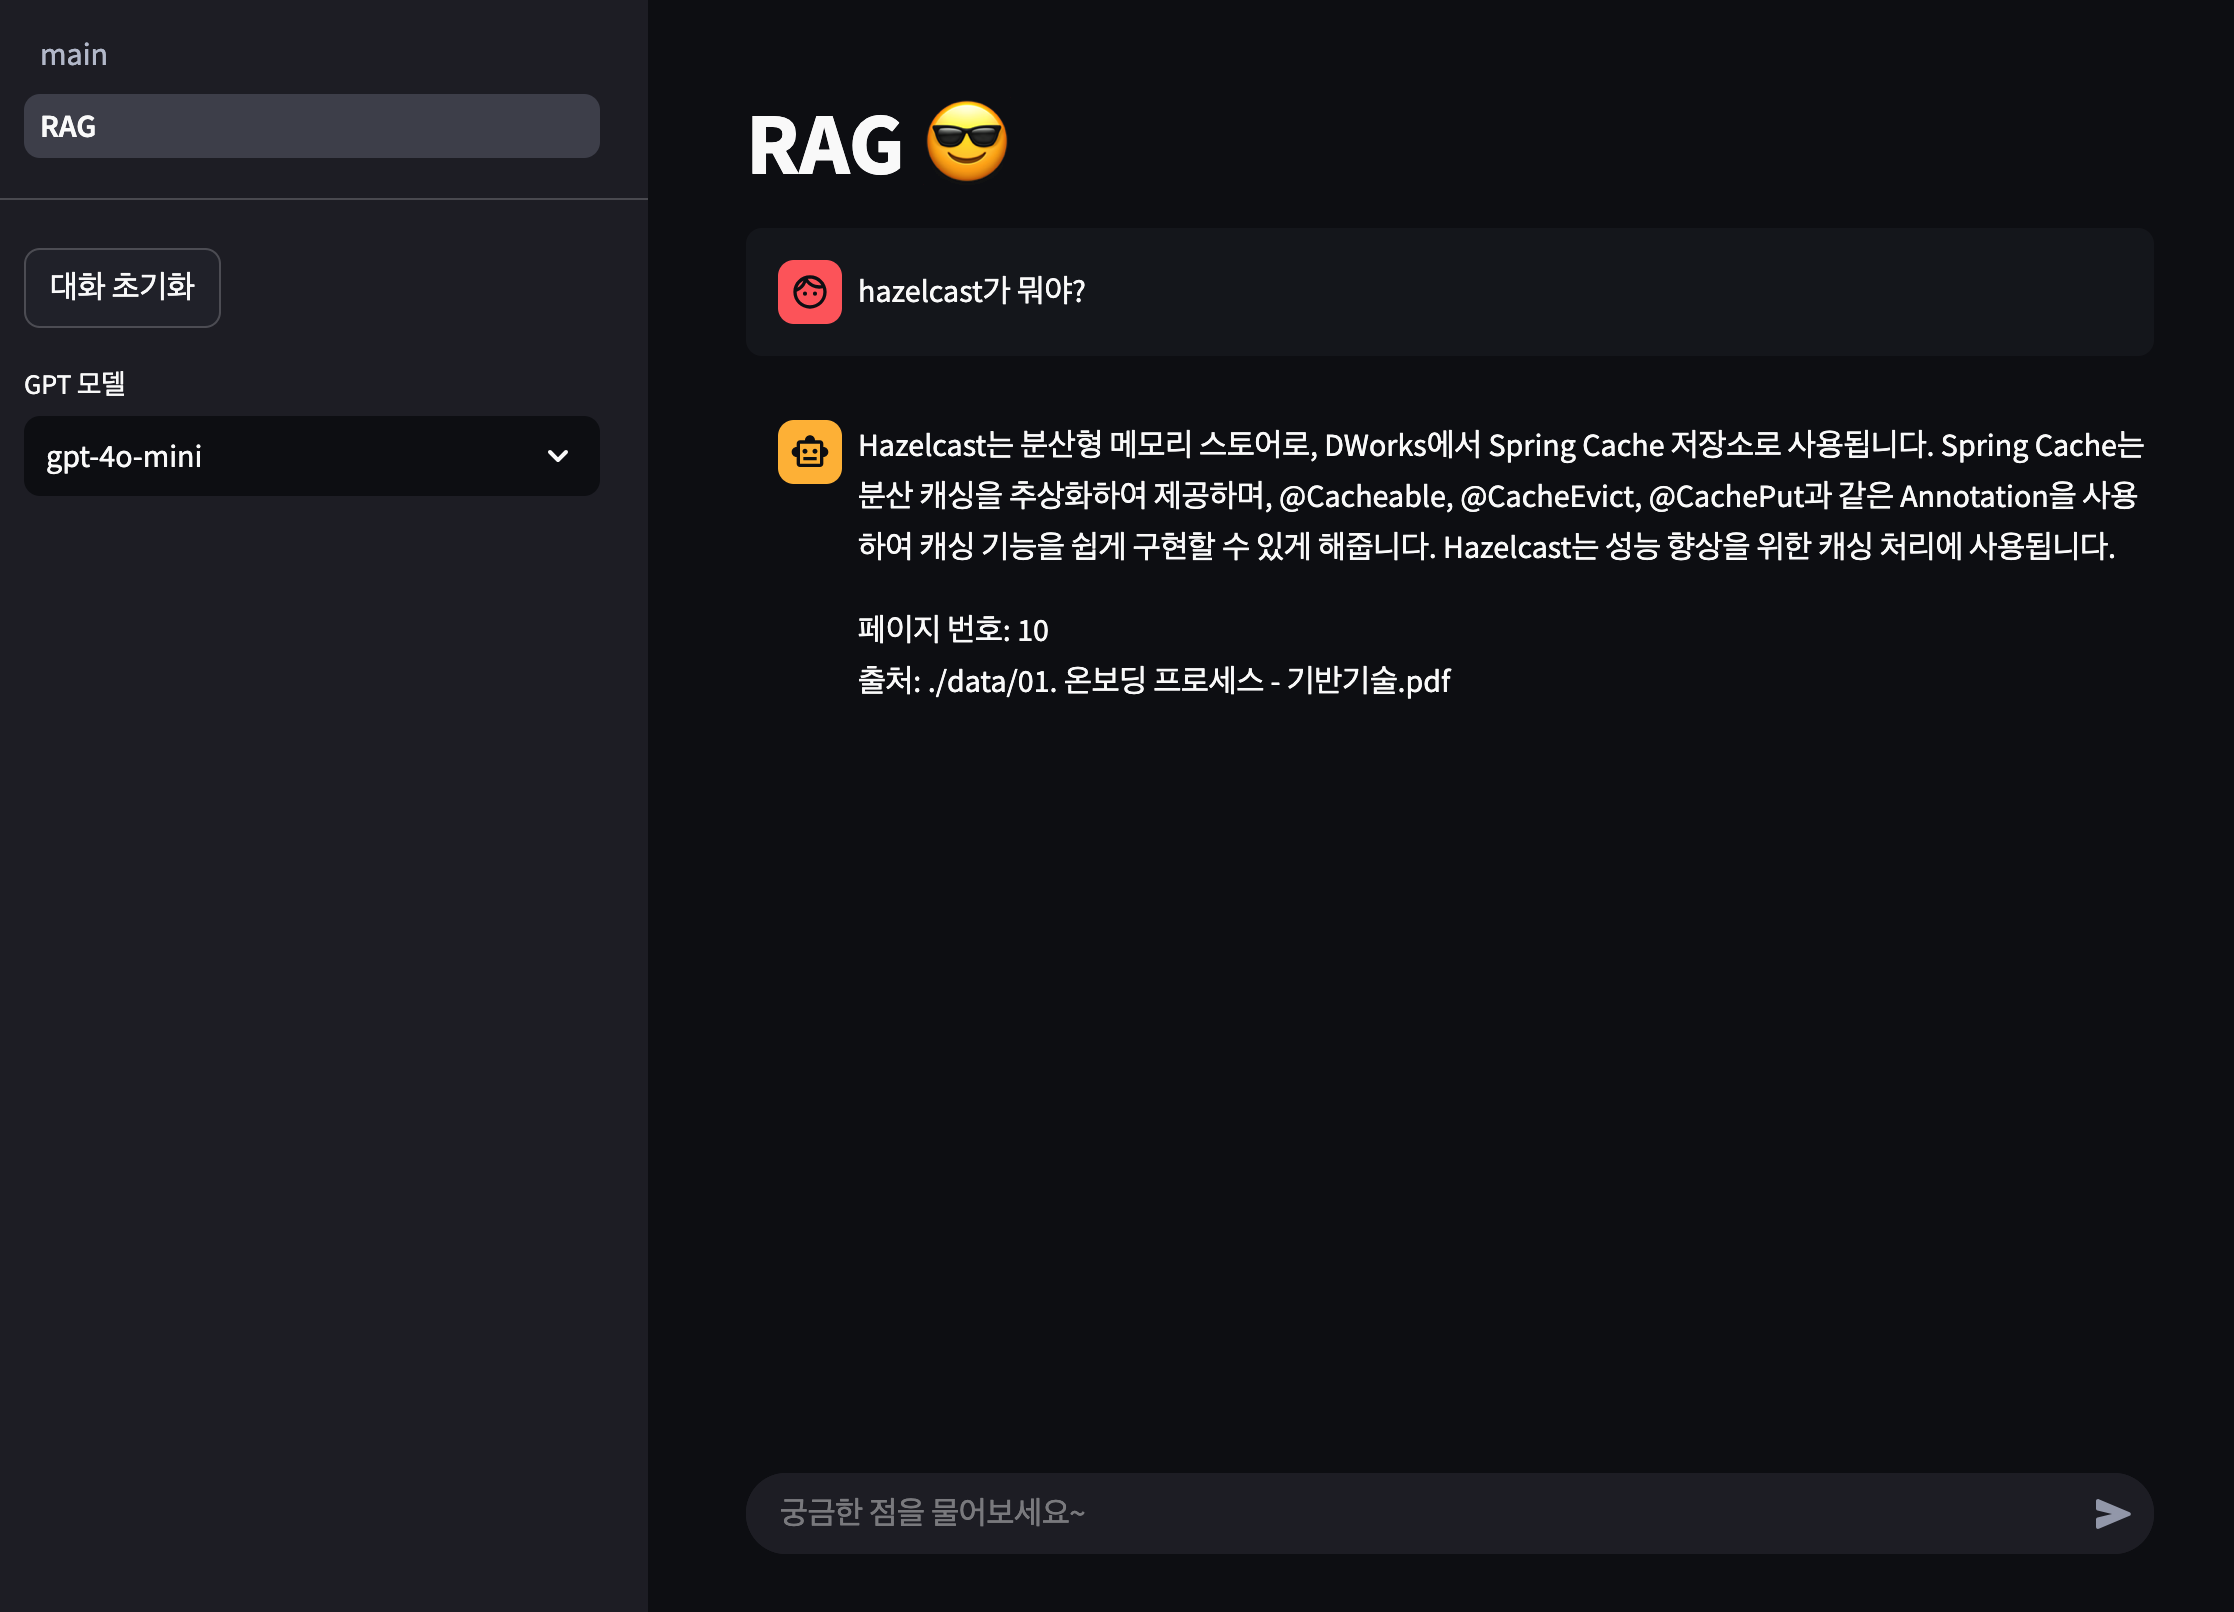 main
RAG
대화 초기화
GPT 모델
gpt-4o-mini
RAG 😎
hazelcast가 뭐야?
Hazelcast는 분산형 메모리 스토어로, DWorks에서 Spring Cache 저장소로 사용됩니다. Spring Cache는
분산 캐싱을 추상화하여 제공하며, @Cacheable, @CacheEvict, @CachePut과 같은 Annotation을 사용
하여 캐싱 기능을 쉽게 구현할 수 있게 해줍니다. Hazelcast는 성능 향상을 위한 캐싱 처리에 사용됩니다.
페이지 번호: 10
출처: ./data/01. 온보딩 프로세스 - 기반기술.pdf
궁금한 점을 물어보세요~